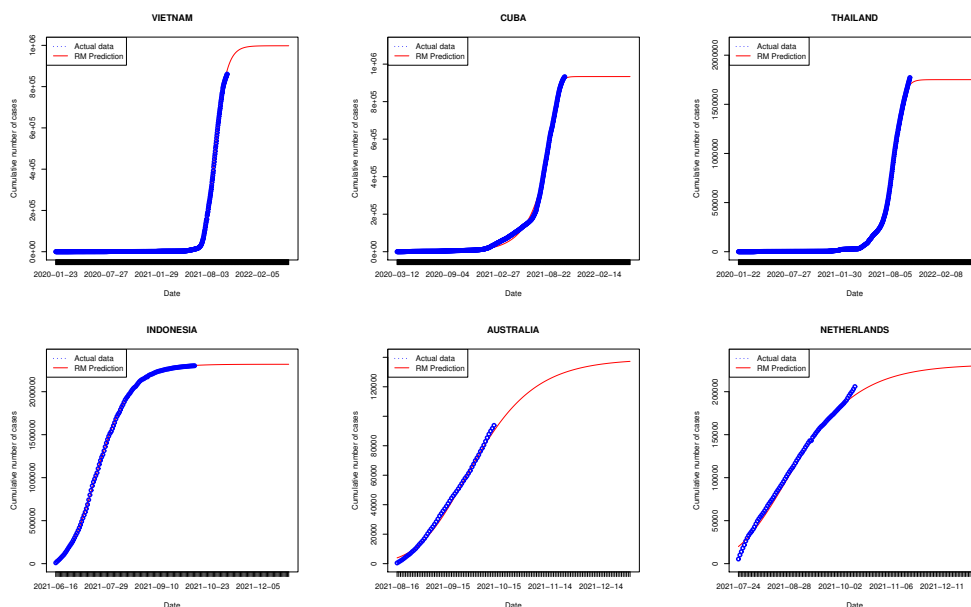 VIETNAM
Actual data
RM Prediction
Cumulative number of cases
0e+00 2e+05 4e+05 6e+05 8e+05 1e+06
2020−01−23 2020−07−27 2021−01−29 2021−08−03 2022−02−05
Date
CUBA
Actual data
RM Prediction
Cumulative number of cases
0e+00 2e+05 4e+05 6e+05 8e+05 1e+06
2020−03−12 2020−09−04 2021−02−27 2021−08−22 2022−02−14
Date
THAILAND
Actual data
RM Prediction
Cumulative number of cases
0 500000 1000000 1500000 2000000
2020−01−22 2020−07−27 2021−01−30 2021−08−05 2022−02−08
Date
INDONESIA
Actual data
RM Prediction
Cumulative number of cases
0 500000 1000000 1500000 2000000
2021−06−16 2021−07−29 2021−09−10 2021−10−23 2021−12−05
Date
AUSTRALIA
Actual data
RM Prediction
Cumulative number of cases
0 20000 40000 60000 80000 120000
2021−08−16 2021−09−15 2021−10−15 2021−11−14 2021−12−14
Date
NETHERLANDS
Actual data
RM Prediction
Cumulative number of cases
0 50000 100000 150000 200000
2021−07−24 2021−08−28 2021−10−02 2021−11−06 2021−12−11
Date